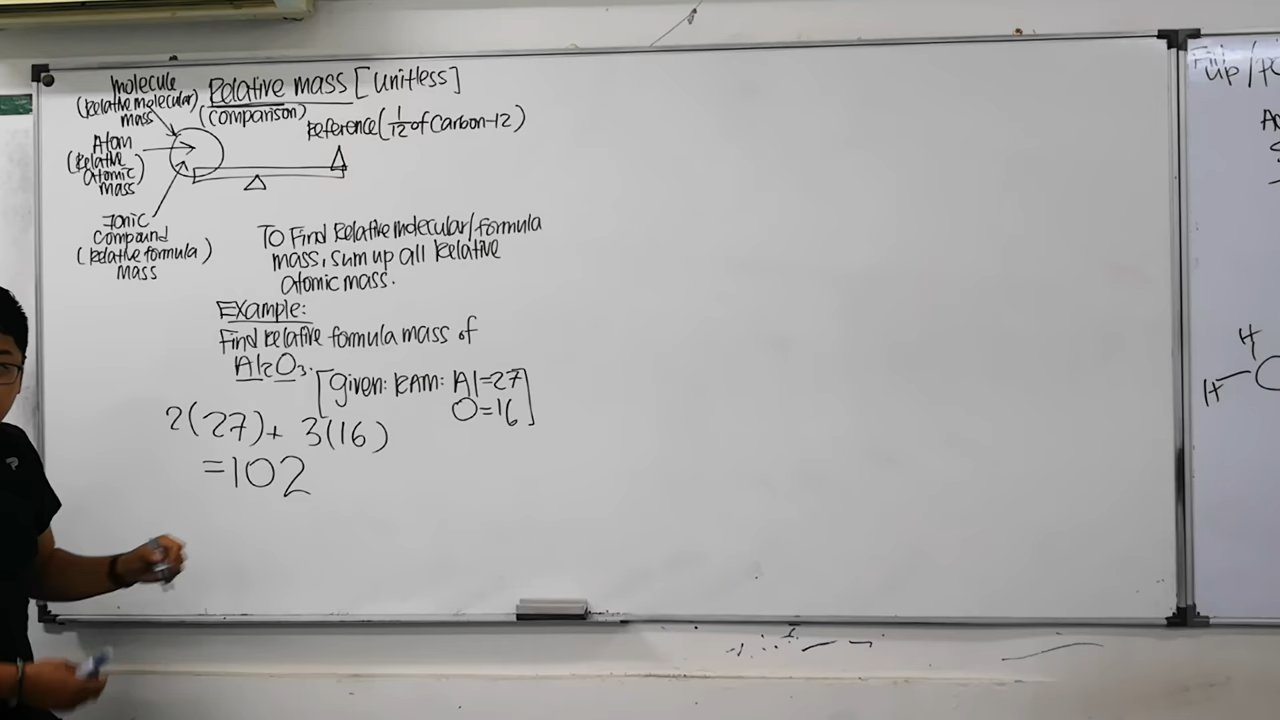 molecule
(Relative molecular)
mass
Relative mass [unitless]
(comparison)
Reference (1/12 of Carbon-12)
Atom
(Relative
atomic)
mass
Ionic
compound
(Relative formula)
mass
To Find Relative molecular/formula
mass, sum up all Relative
atomic mass.
Example:
Find Relative formula mass of
Al2O3.
[Given: RAM: Al=27
O=16]
2(27)+ 3(16)
=102
up/
H
H